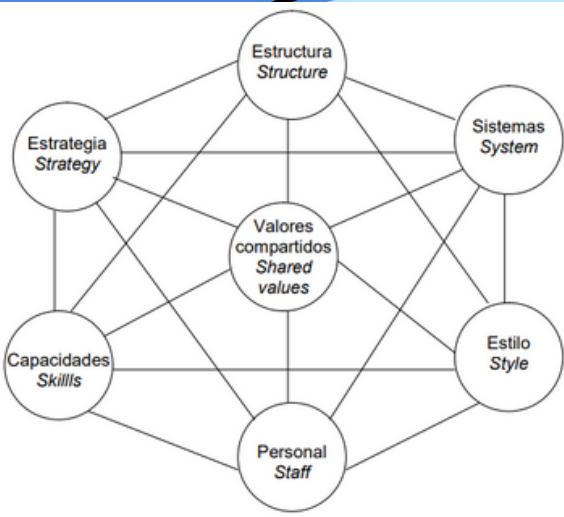 Estructura
Structure
Sistemas
System
Estrategia
Strategy
Valores
compartidos
Shared
values
Capacidades
Skillls
Estilo
Style
Personal
Staff